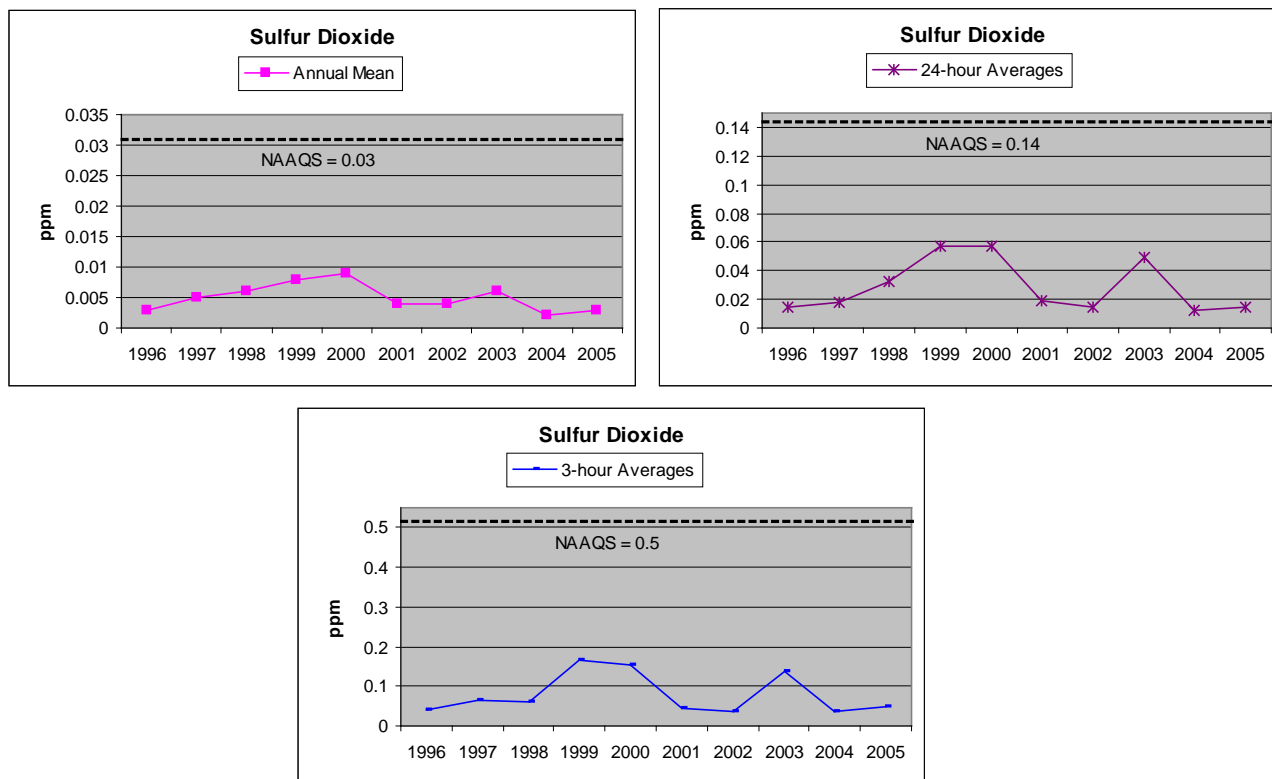 Sulfur Dioxide
Annual Mean
0.035
0.03
0.025
0.02
0.015
0.01
0.005
0
ppm
NAAQS = 0.03
1996 1997 1998 1999 2000 2001 2002 2003 2004 2005
Sulfur Dioxide
24-hour Averages
0.14
0.12
0.1
0.08
0.06
0.04
0.02
0
ppm
NAAQS = 0.14
1996 1997 1998 1999 2000 2001 2002 2003 2004 2005
Sulfur Dioxide
3-hour Averages
0.5
0.4
0.3
0.2
0.1
0
ppm
NAAQS = 0.5
1996 1997 1998 1999 2000 2001 2002 2003 2004 2005